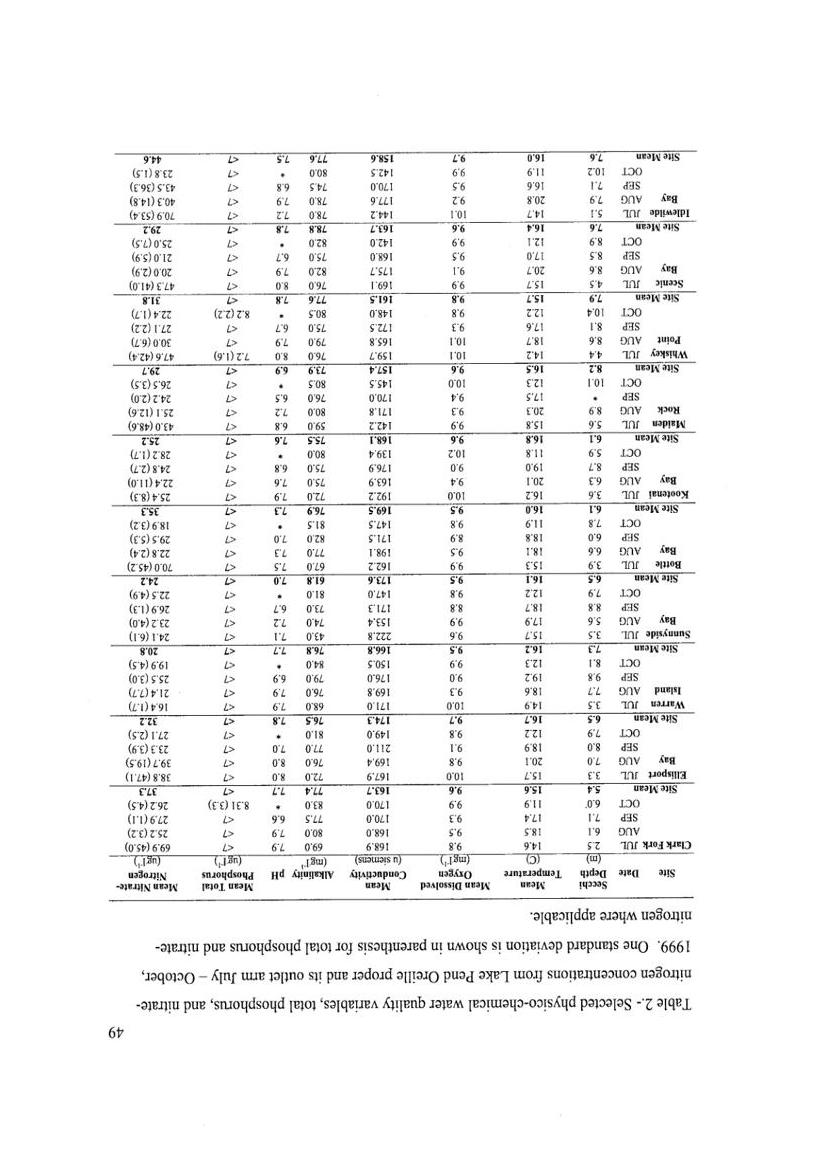 49
Table 2.- Selected physico-chemical water quality variables, total phosphorus, and nitrate-
nitrogen concentrations from Lake Pend Oreille proper and its outlet arm July – October,
1999. One standard deviation is shown in parenthesis for total phosphorus and nitrate-
nitrogen where applicable.
Site Date Secchi Depth (m) Mean Temperature (C) Mean Dissolved Oxygen (mgl⁻¹) Mean Conductivity (u siemens) Alkalinity (mgl⁻¹) pH Mean Total Phosphorus (ugl⁻¹) Mean Nitrate-Nitrogen (ugl⁻¹)
Clark Fork JUL 2.5 14.6 9.8 168.9 69.0 7.9 <7 69.9 (45.0)
AUG 6.1 18.5 9.5 168.0 80.0 7.9 <7 25.2 (3.2)
SEP 7.1 17.4 9.3 170.0 77.5 6.6 <7 27.9 (1.1)
OCT 6.0' 11.9 9.9 170.0 83.0 * 8.31 (3.3) 26.2 (4.5)
Site Mean 5.4 15.6 9.6 163.7 77.4 7.7 <7 37.3
Ellisport JUL 3.3 15.7 10.0 167.9 72.0 8.0 <7 38.8 (47.1)
Bay AUG 7.0 20.1 9.8 169.4 76.0 8.0 <7 39.7 (19.5)
SEP 8.0 18.9 9.1 211.0 77.0 7.0 <7 23.3 (3.9)
OCT 7.9 12.2 9.8 149.0 81.0 * <7 27.1 (2.5)
Site Mean 6.5 16.7 9.7 174.3 76.5 7.8 <7 32.2
Warren JUL 3.5 14.9 10.0 171.0 68.0 7.9 <7 16.4 (1.7)
Island AUG 7.7 18.6 9.3 169.8 76.0 7.9 <7 21.4 (7.7)
SEP 9.8 19.2 9.0 176.0 79.0 6.9 <7 25.5 (3.0)
OCT 8.1 12.3 9.9 150.5 84.0 * <7 19.9 (4.5)
Site Mean 7.3 16.2 9.5 166.8 76.8 7.7 <7 20.8
Sunnyside JUL 3.5 15.7 9.6 222.8 43.0 7.1 <7 24.1 (6.1)
Bay AUG 5.6 17.9 9.9 153.4 74.0 7.2 <7 23.2 (4.0)
SEP 8.8 18.7 8.8 171.3 73.0 6.7 <7 26.9 (1.3)
OCT 7.9 12.2 9.8 147.0 81.0 * <7 22.5 (4.9)
Site Mean 6.5 16.1 9.5 173.6 61.8 7.0 <7 24.2
Bottle JUL 3.9 15.3 9.9 162.2 67.0 7.5 <7 70.0 (45.2)
Bay AUG 6.6 18.1 9.5 198.1 77.0 7.3 <7 22.8 (2.4)
SEP 6.0 18.8 8.9 171.5 82.0 7.0 <7 29.5 (5.3)
OCT 7.8 11.9 9.8 147.5 81.5 * <7 18.9 (3.2)
Site Mean 6.1 16.0 9.5 169.5 76.9 7.3 <7 35.3
Kootenai JUL 3.6 16.2 10.0 192.2 72.0 7.9 <7 25.4 (8.3)
Bay AUG 6.3 20.1 9.4 163.9 75.0 7.6 <7 22.4 (11.0)
SEP 8.7 19.0 9.0 176.9 75.0 6.8 <7 24.8 (2.7)
OCT 5.9 11.8 10.2 139.4 80.0 * <7 28.2 (1.7)
Site Mean 6.1 16.8 9.6 168.1 75.5 7.6 <7 25.2
Maiden JUL 5.6 15.8 9.9 142.2 59.0 6.8 <7 43.0 (48.6)
Rock AUG 8.9 20.3 9.3 171.8 80.0 7.2 <7 25.1 (12.6)
SEP * 17.5 9.4 170.0 76.0 6.5 <7 24.2 (2.0)
OCT 10.1 12.3 10.0 145.5 80.5 * <7 26.5 (3.5)
Site Mean 8.2 16.5 9.6 157.4 73.9 6.9 <7 29.7
Whiskey JUL 4.4 14.2 10.1 159.7 76.0 8.0 7.2 (1.6) 47.6 (42.4)
Point AUG 8.6 18.7 10.1 165.8 79.0 7.9 <7 30.0 (6.7)
SEP 8.1 17.6 9.3 172.5 75.0 6.7 <7 27.1 (2.2)
OCT 10.4 12.2 9.8 148.0 80.5 * 8.2 (2.2) 22.4 (1.7)
Site Mean 7.9 15.7 9.8 161.5 77.6 7.8 <7 31.8
Scenic JUL 4.5 15.7 9.9 169.1 76.0 8.0 <7 47.3 (41.0)
Bay AUG 8.6 20.7 9.1 175.7 82.0 7.9 <7 20.0 (2.9)
SEP 8.5 17.0 9.5 168.0 75.0 6.7 <7 21.0 (5.9)
OCT 8.9 12.1 9.9 142.0 82.0 * <7 25.0 (7.5)
Site Mean 7.6 16.4 9.6 163.7 78.8 7.8 <7 29.2
Idlewilde JUL 5.1 14.7 10.1 144.2 78.0 7.2 <7 70.9 (53.4)
Bay AUG 7.9 20.8 9.2 177.6 78.0 7.9 <7 40.3 (14.8)
SEP 7.1 16.6 9.5 170.0 74.5 6.8 <7 43.5 (36.3)
OCT 10.2 11.9 9.9 142.5 80.0 * <7 23.8 (1.5)
Site Mean 7.6 16.0 9.7 158.6 77.6 7.5 <7 44.6